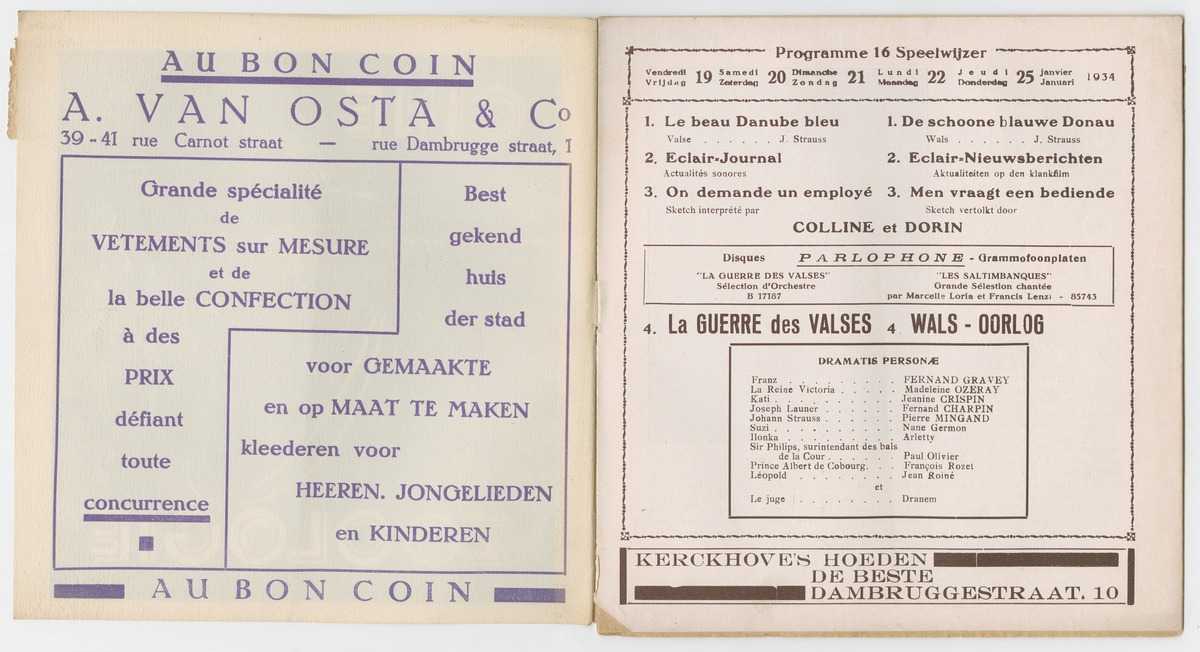 AU BON COIN
A. VAN OSTA & Co
39-41 rue Carnot straat — rue Dambrugge straat, 1
Grande spécialité
de
VETEMENTS sur MESURE
et de
la belle CONFECTION
à des
PRIX
défiant
toute
concurrence
Best
gekend
huis
der stad
voor GEMAAKTE
en op MAAT TE MAKEN
kleederen voor
HEEREN. JONGELIEDEN
en KINDEREN
AU BON COIN
Programme 16 Speelwijzer
Vendredi 19 Samedi 20 Dimanche 21 Lundi 22 Jeudi 25 janvier 1934
Vrijdag Zaterdag Zondag Maandag Donderdag Januari
1. Le beau Danube bleu
Valse . . . . . . J. Strauss
2. Eclair-Journal
Actualités sonores
3. On demande un employé
Sketch interprété par
1. De schoone blauwe Donau
Wals . . . . . . J. Strauss
2. Eclair-Nieuwsberichten
Aktualiteiten op den klankfilm
3. Men vraagt een bediende
Sketch vertolkt door
COLLINE et DORIN
Disques PARLOPHONE - Grammofoonplaten
"LA GUERRE DES VALSES"
Sélection d'Orchestre
B 17187
"LES SALTIMBANQUES"
Grande Sélestion chantée
par Marcelle Loria et Francis Lenzi - 85743
4. La GUERRE des VALSES 4 WALS - OORLOG
DRAMATIS PERSONÆ
Franz . . . . . . . . . FERNAND GRAVEY
La Reine Victoria . . . . . Madeleine OZERAY
Kati . . . . . . . . . . Jeanine CRISPIN
Joseph Launer . . . . . . Fernand CHARPIN
Johann Strauss . . . . . . Pierre MINGAND
Suzi . . . . . . . . . . Nane Germon
Ilonka . . . . . . . . . Arletty
Sir Philips, surintendant des bals
de la Cour . . . . . . Paul Ollvier
Prince Albert de Cobourg. . . François Rozet
Léopold . . . . . . . . Jean Roiné
et
Le juge . . . . . . . . Dranem
KERCKHOVE'S HOEDEN
DE BESTE
DAMBRUGGESTRAAT. 10